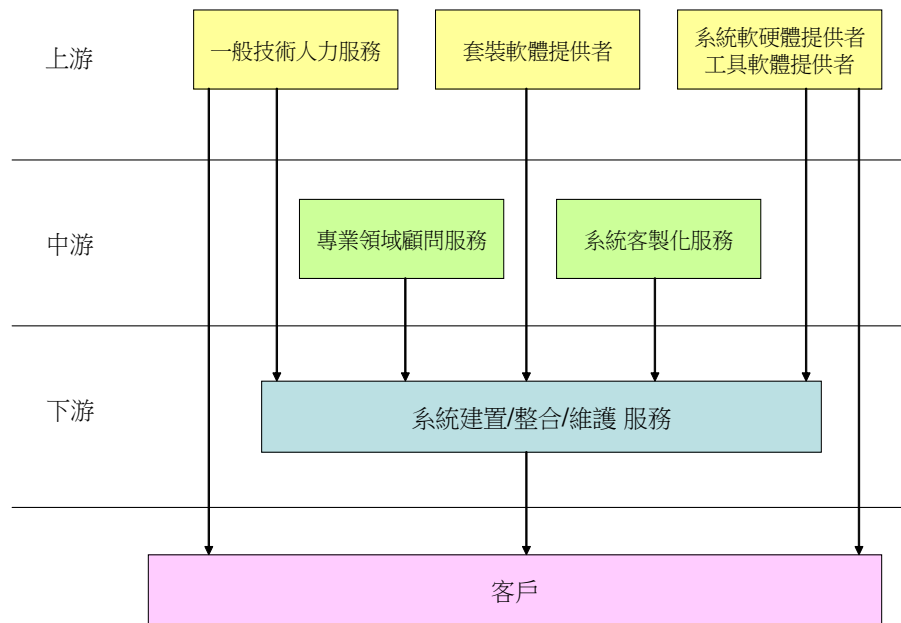 上游
一般技術人力服務
套裝軟體提供者
系統軟硬體提供者
工具軟體提供者
中游
專業領域顧問服務
系統客製化服務
下游
系統建置/整合/維護 服務
客戶